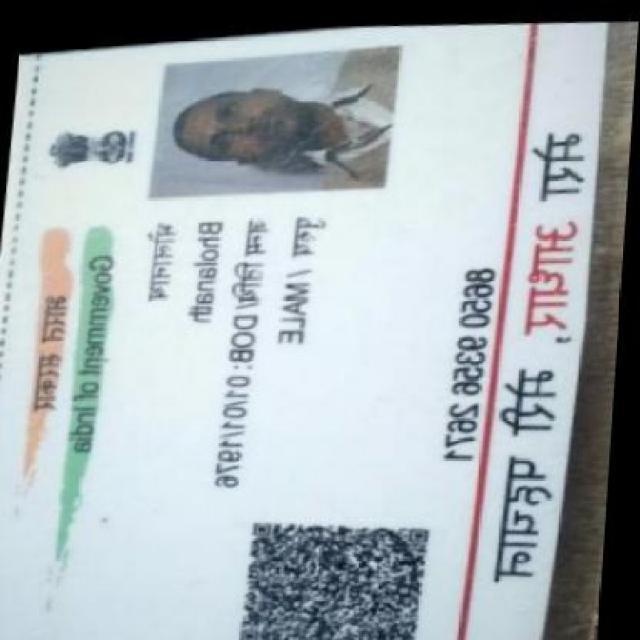 भारत सरकार
Government of India
भोलानाथ
Bholanath
जन्म तिथि/ DOB: 01/01/1976
पुरुष / MALE
8650 9356 2671
मेरा आधार, मेरी पहचान